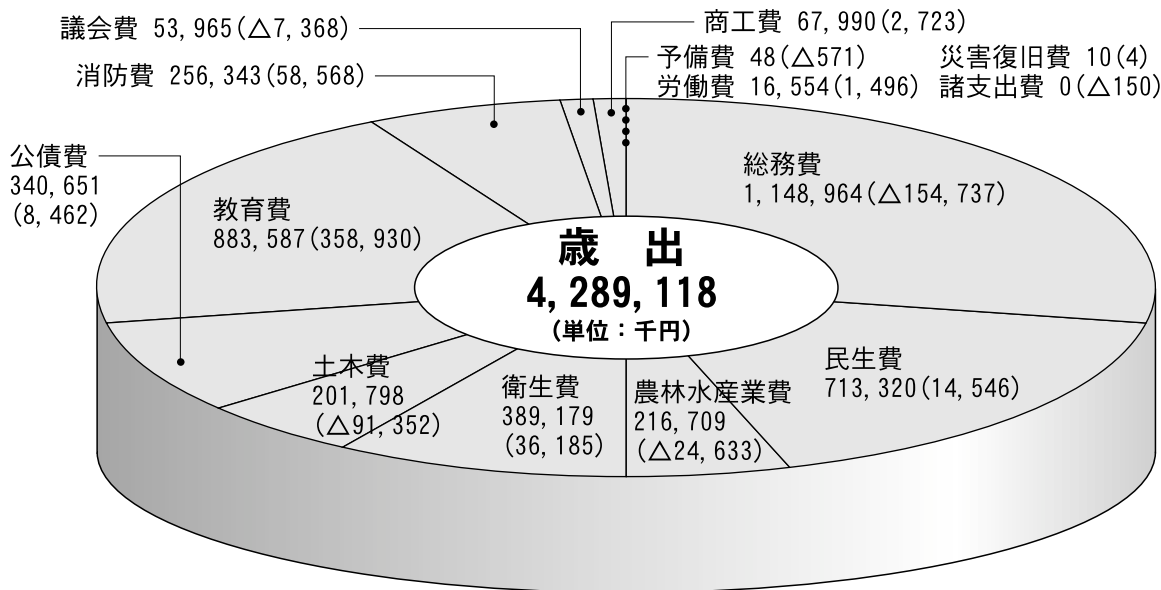 議会費 53,965(△7,368)
商工費 67,990(2,723)
消防費 256,343(58,568)
予備費 48(△571) 災害復旧費 10(4)
労働費 16,554(1,496) 諸支出費 0(△150)
公債費
340,651
(8,462)
総務費
1,148,964(△154,737)
教育費
883,587(358,930)
歳 出
4,289,118
(単位:千円)
土木費
201,798
(△91,352)
衛生費
389,179
(36,185)
農林水産業費
216,709
(△24,633)
民生費
713,320(14,546)